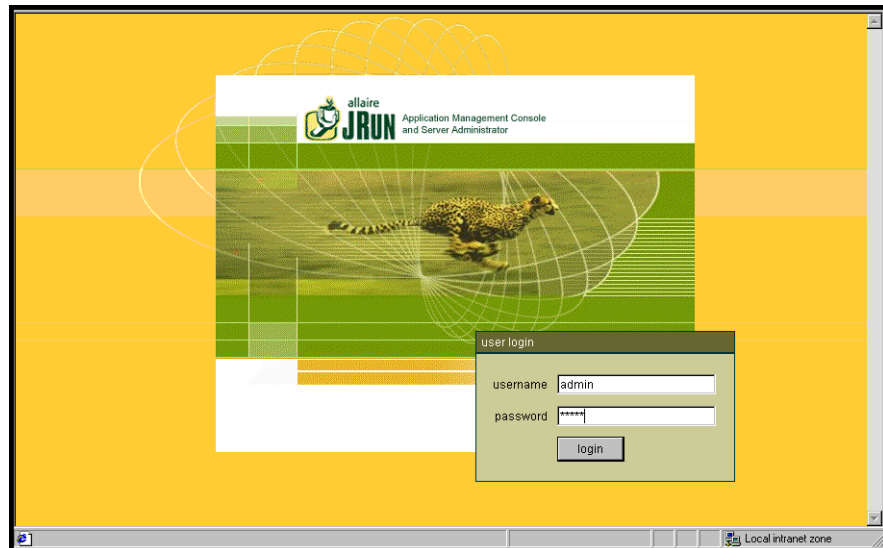 allaire
JRUN
Application Management Console
and Server Administrator
user login
username admin
password *****
login
Local intranet zone